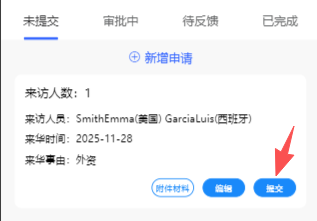 未提交 审批中 待反馈 已完成
新增申请
来访人数：1
来访人员：SmithEmma(美国) GarciaLuis(西班牙)
来华时间：2025-11-28
来华事由：外资
附件材料 编辑 提交